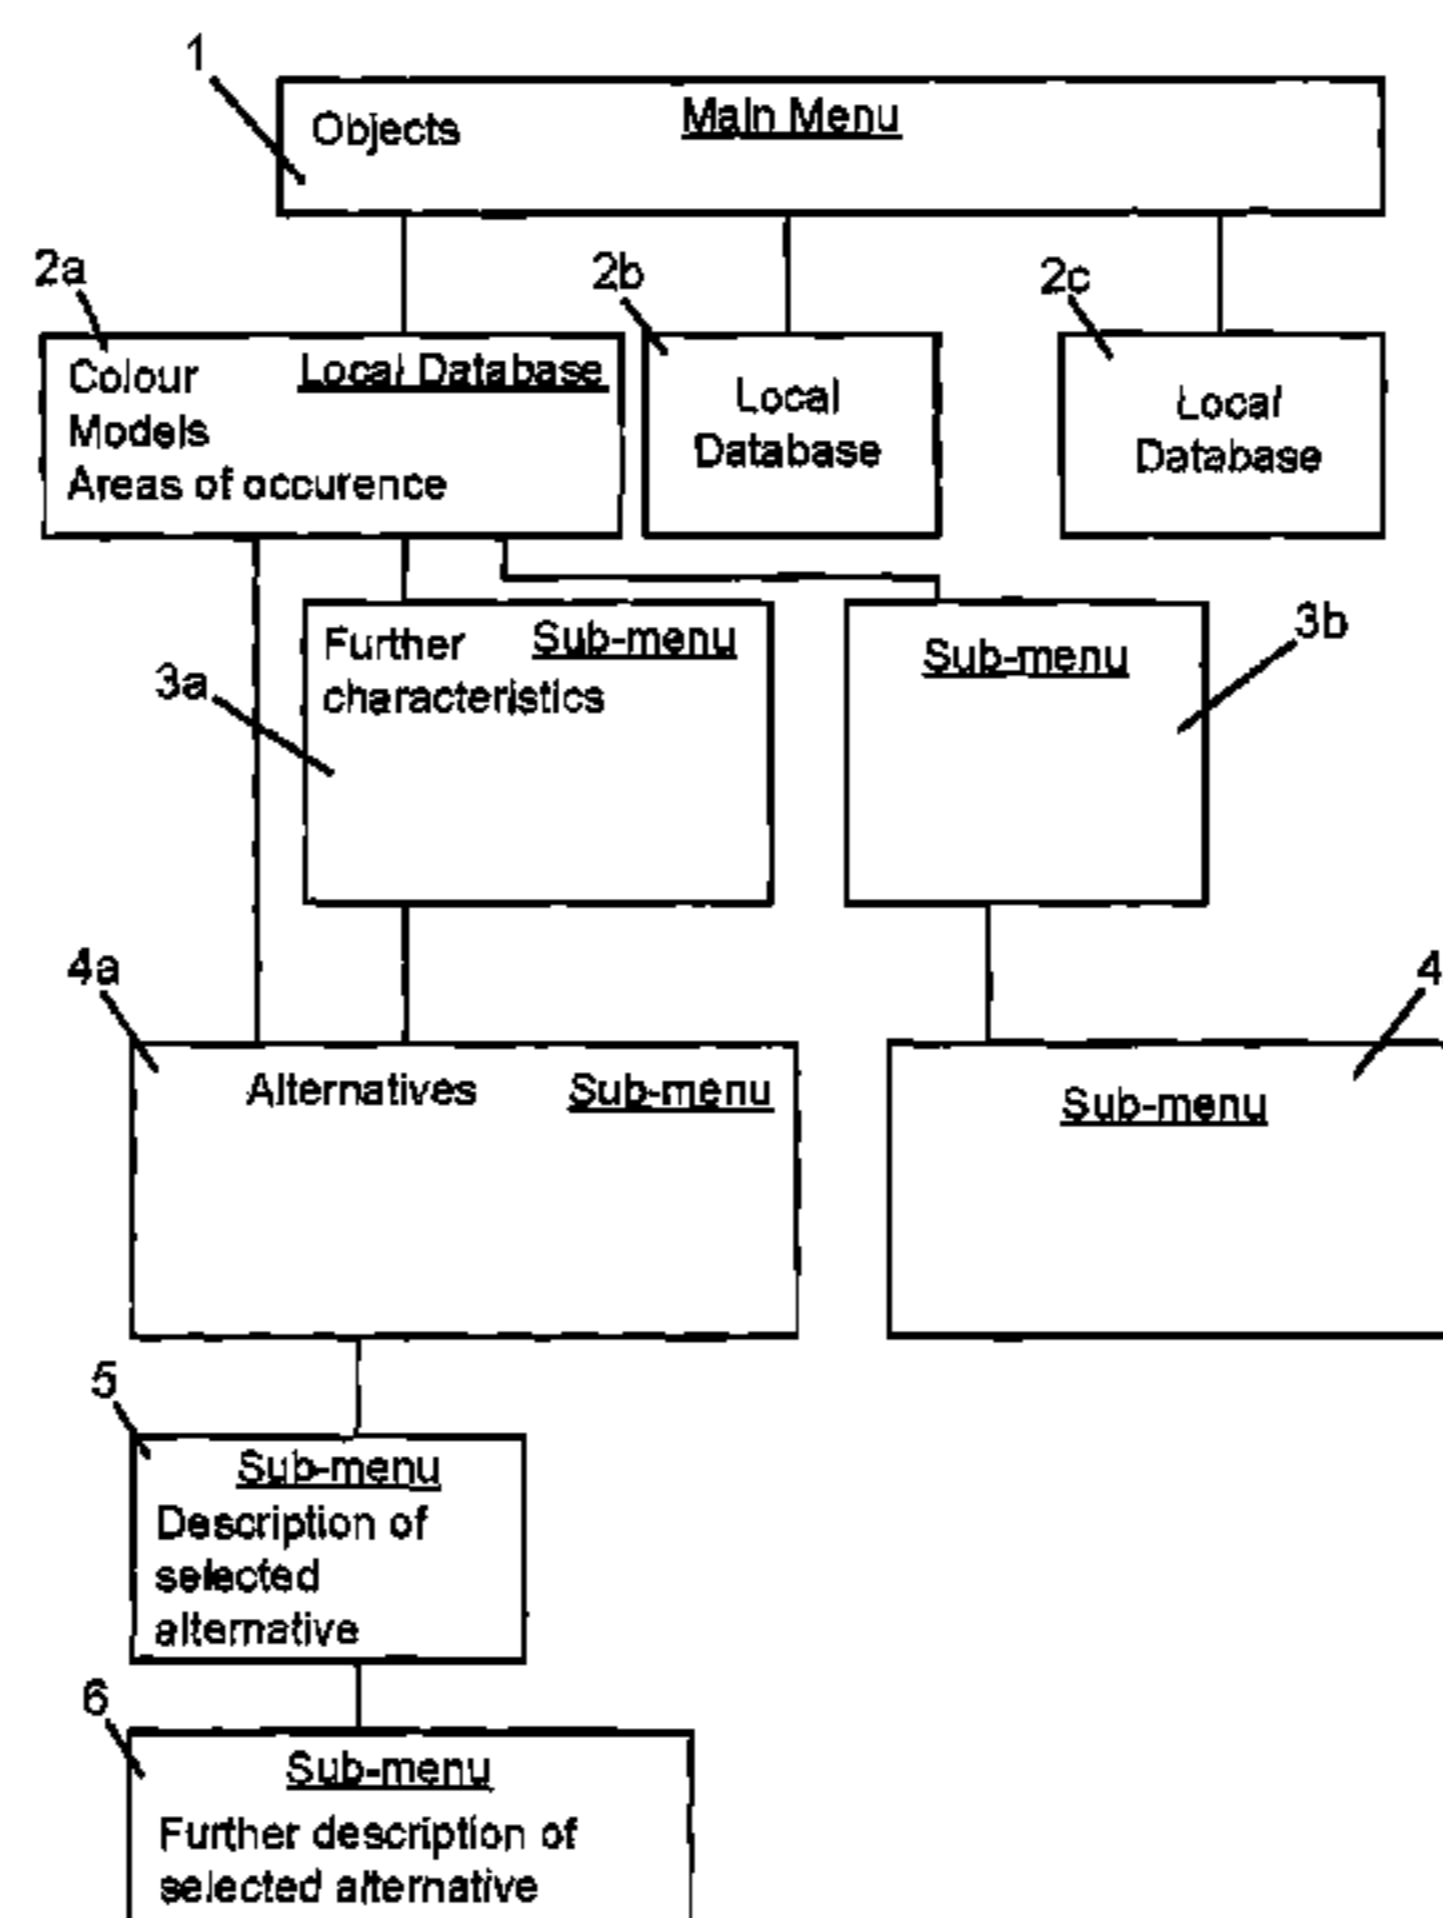 1
Objects Main Menu
2a 2b 2c
Colour Local Database
Models
Areas of occurence
Local
Database
Local
Database
Further Sub-menu
characteristics
3a
Sub-menu
3b
4a 4
Alternatives Sub-menu
Sub-menu
5
Sub-menu
Description of
selected
alternative
6
Sub-menu
Further description of
selected alternative